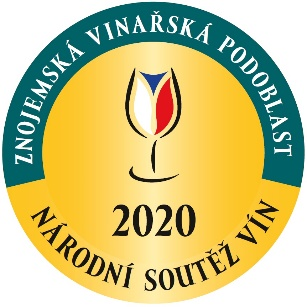 ZNOJEMSKÁ VINAŘSKÁ PODOBLAST
2020
NÁRODNÍ SOUTĚŽ VÍN